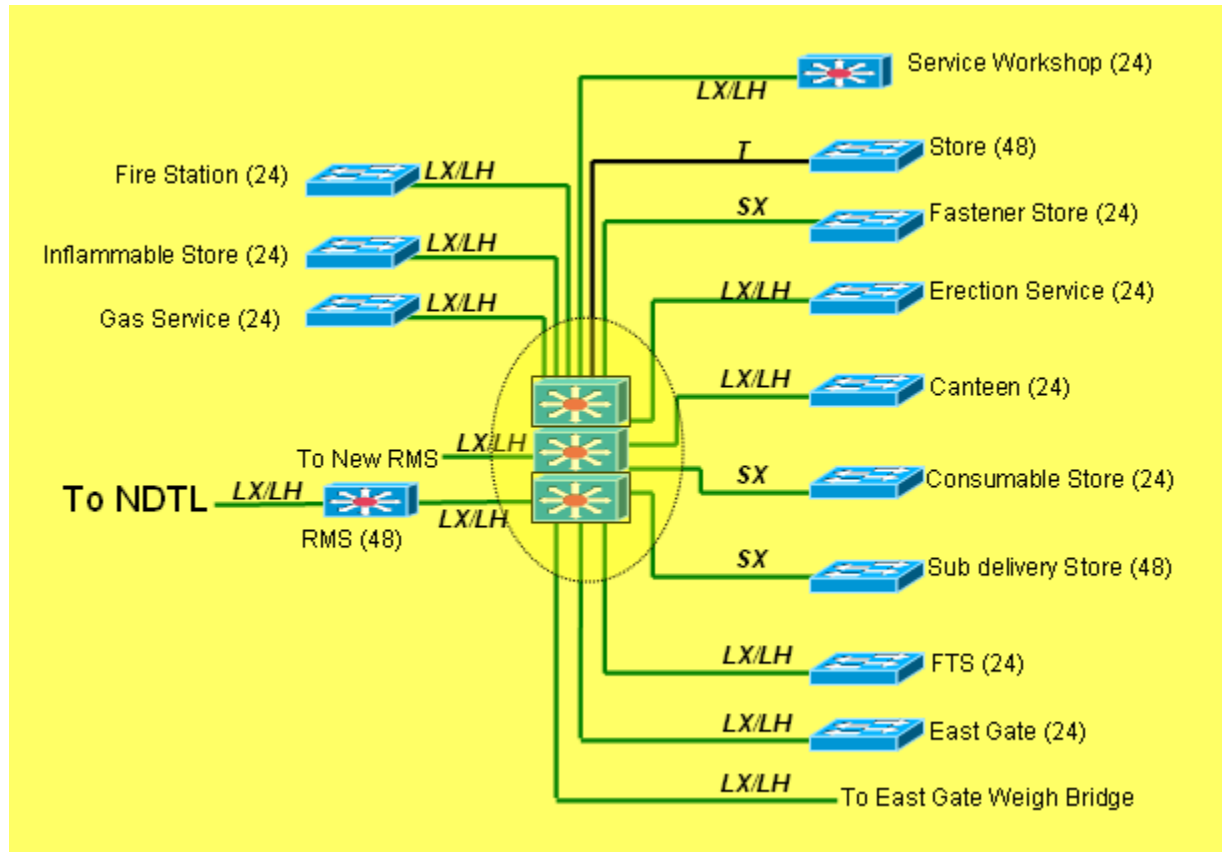 Service Workshop (24)
LX/LH
T
Store (48)
Fire Station (24)
LX/LH
SX
Fastener Store (24)
Inflammable Store (24)
LX/LH
LX/LH
Erection Service (24)
Gas Service (24)
LX/LH
LX/LH
Canteen (24)
To New RMS
LX/LH
SX
Consumable Store (24)
To NDTL
LX/LH
RMS (48)
LX/LH
SX
Sub delivery Store (48)
LX/LH
FTS (24)
LX/LH
East Gate (24)
LX/LH
To East Gate Weigh Bridge